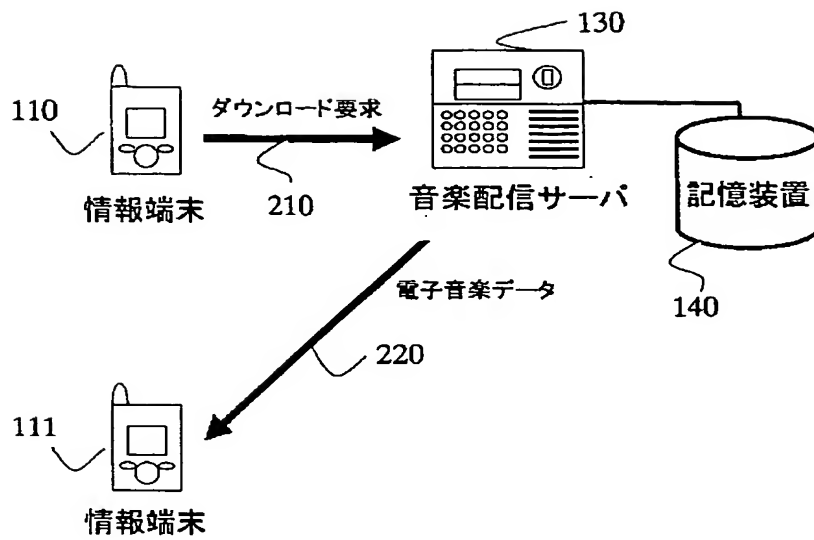 130
110
ダウンロード要求
210
情報端末
音楽配信サーバ
記憶装置
140
電子音楽データ
220
111
情報端末